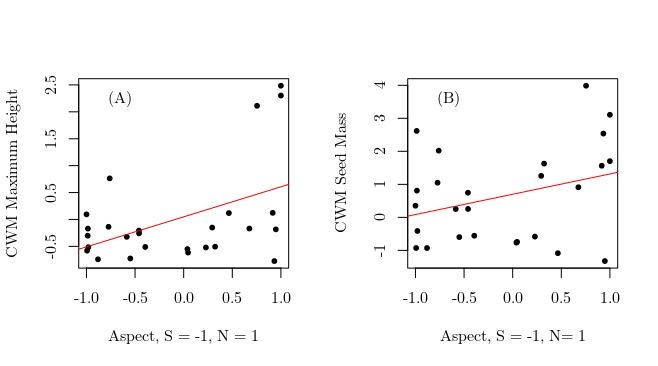 (A)
CWM Maximum Height
2.5
1.5
0.5
-0.5
-1.0 -0.5 0.0 0.5 1.0
Aspect, S = -1, N = 1
(B)
CWM Seed Mass
4
3
2
1
0
-1
-1.0 -0.5 0.0 0.5 1.0
Aspect, S = -1, N= 1